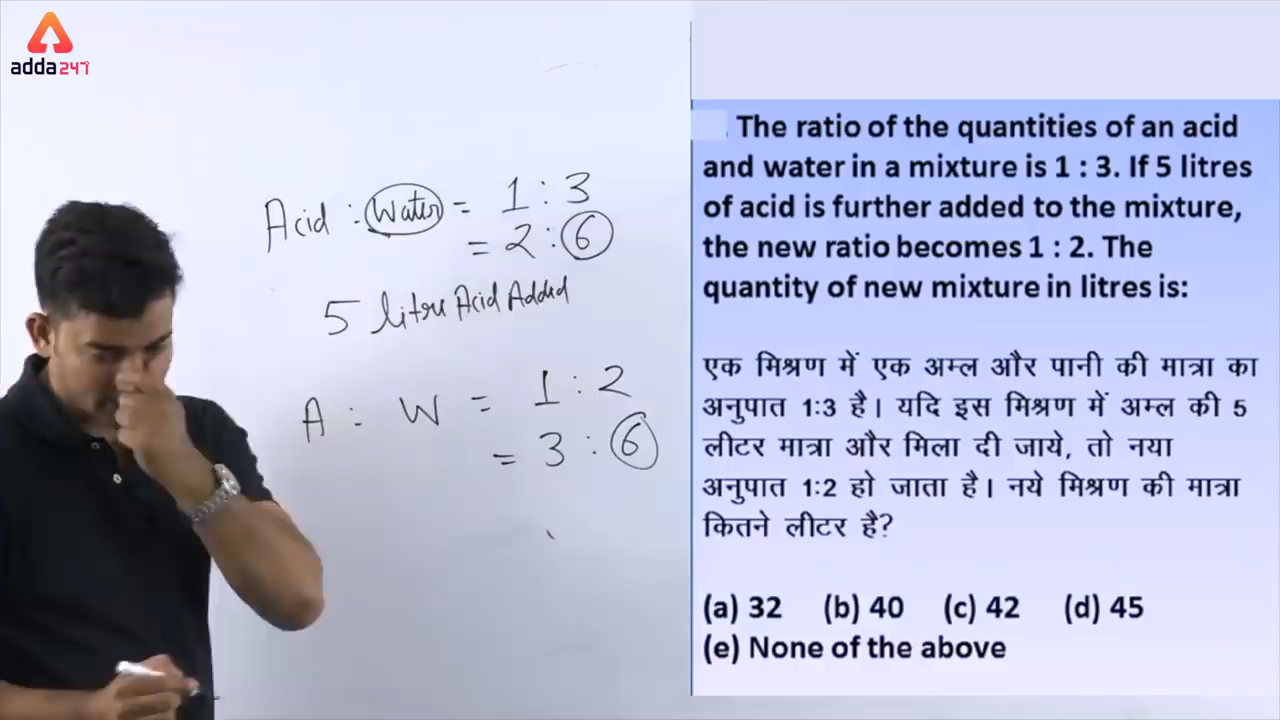 adda247
Acid : Water = 1 : 3
= 2 : 6
5 litre Acid Added
A : W = 1 : 2
= 3 : 6
. The ratio of the quantities of an acid
and water in a mixture is 1 : 3. If 5 litres
of acid is further added to the mixture,
the new ratio becomes 1 : 2. The
quantity of new mixture in litres is:
एक मिश्रण में एक अम्ल और पानी की मात्रा का
अनुपात 1:3 है। यदि इस मिश्रण में अम्ल की 5
लीटर मात्रा और मिला दी जाये, तो नया
अनुपात 1:2 हो जाता है। नये मिश्रण की मात्रा
कितने लीटर है?
(a) 32 (b) 40 (c) 42 (d) 45
(e) None of the above